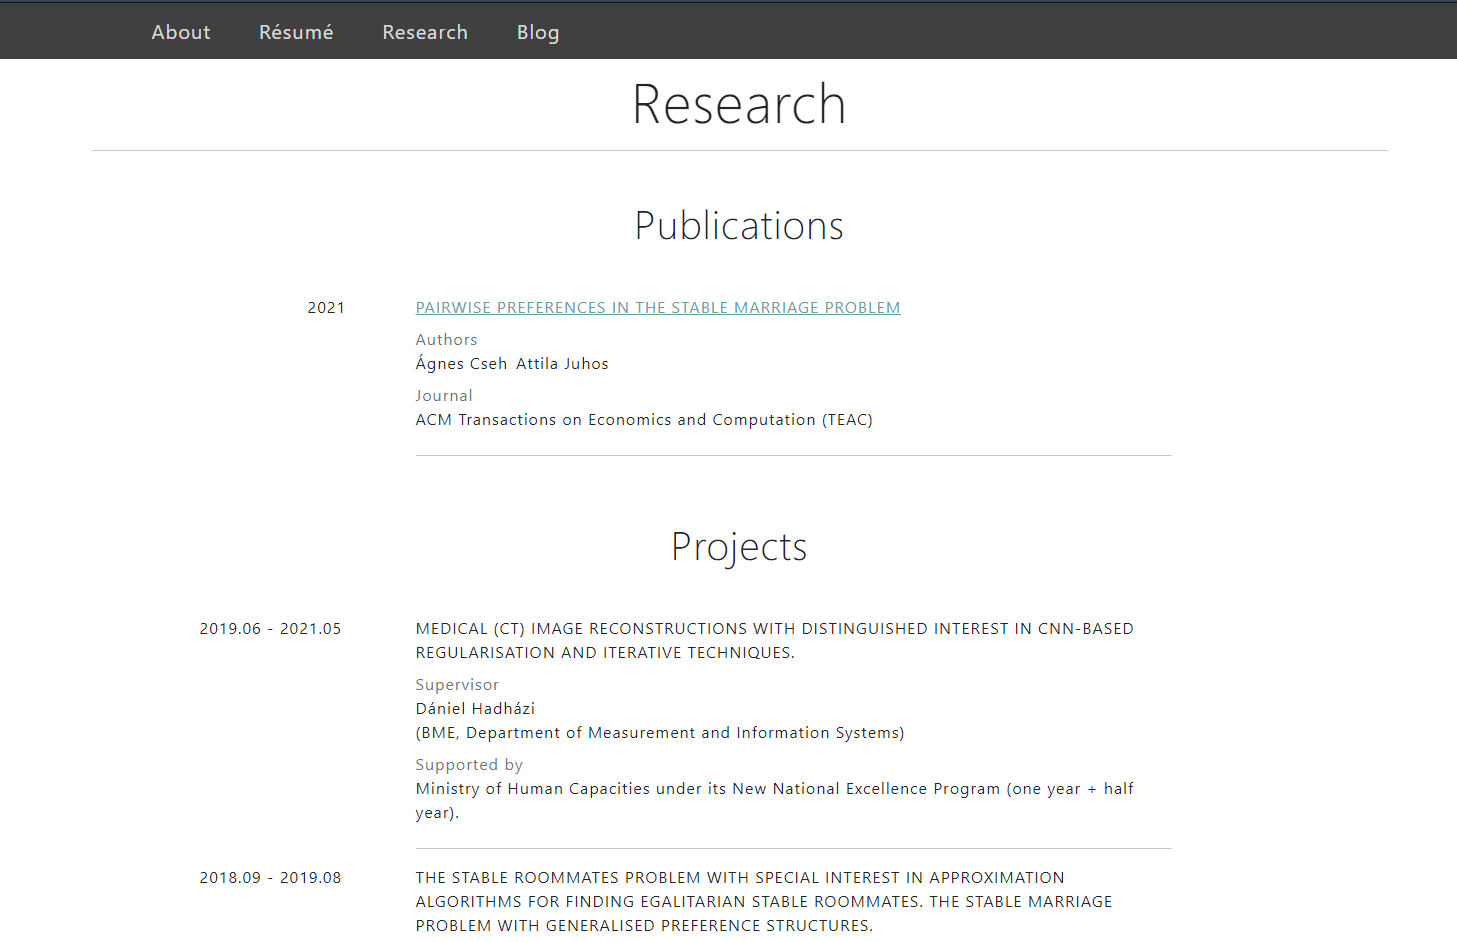 About Résumé Research Blog
Research
Publications
2021 PAIRWISE PREFERENCES IN THE STABLE MARRIAGE PROBLEM
Authors
Ágnes Cseh Attila Juhos
Journal
ACM Transactions on Economics and Computation (TEAC)
Projects
2019.06 - 2021.05 MEDICAL (CT) IMAGE RECONSTRUCTIONS WITH DISTINGUISHED INTEREST IN CNN-BASED
REGULARISATION AND ITERATIVE TECHNIQUES.
Supervisor
Dániel Hadházi
(BME, Department of Measurement and Information Systems)
Supported by
Ministry of Human Capacities under its New National Excellence Program (one year + half
year).
2018.09 - 2019.08 THE STABLE ROOMMATES PROBLEM WITH SPECIAL INTEREST IN APPROXIMATION
ALGORITHMS FOR FINDING EGALITARIAN STABLE ROOMMATES. THE STABLE MARRIAGE
PROBLEM WITH GENERALISED PREFERENCE STRUCTURES.